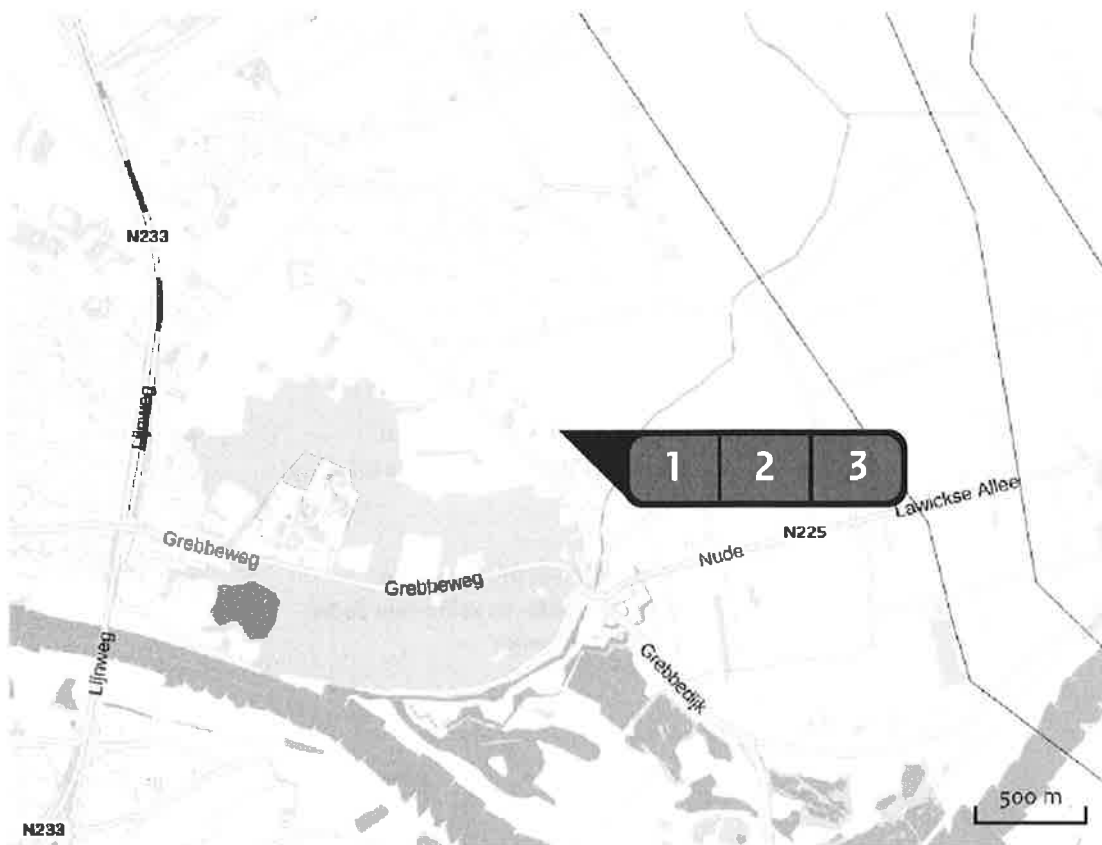 N233
Lijnweg
1 2 3
Lawickse Allee
N225
Grebbeweg
Nude
Grebbeweg
Lijnweg
Grebbedijk
500 m
N233